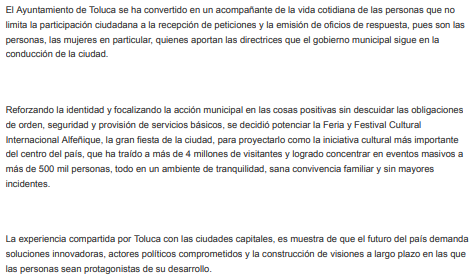 El Ayuntamiento de Toluca se ha convertido en un acompañante de la vida cotidiana de las personas que no
limita la participación ciudadana a la recepción de peticiones y la emisión de oficios de respuesta, pues son las
personas, las mujeres en particular, quienes aportan las directrices que el gobierno municipal sigue en la
conducción de la ciudad.
Reforzando la identidad y focalizando la acción municipal en las cosas positivas sin descuidar las obligaciones
de orden, seguridad y provisión de servicios básicos, se decidió potenciar la Feria y Festival Cultural
Internacional Alfeñique, la gran fiesta de la ciudad, para proyectarlo como la iniciativa cultural más importante
del centro del país, que ha traído a más de 4 millones de visitantes y logrado concentrar en eventos masivos a
más de 500 mil personas, todo en un ambiente de tranquilidad, sana convivencia familiar y sin mayores
incidentes.
La experiencia compartida por Toluca con las ciudades capitales, es muestra de que el futuro del país demanda
soluciones innovadoras, actores políticos comprometidos y la construcción de visiones a largo plazo en las que
las personas sean protagonistas de su desarrollo.